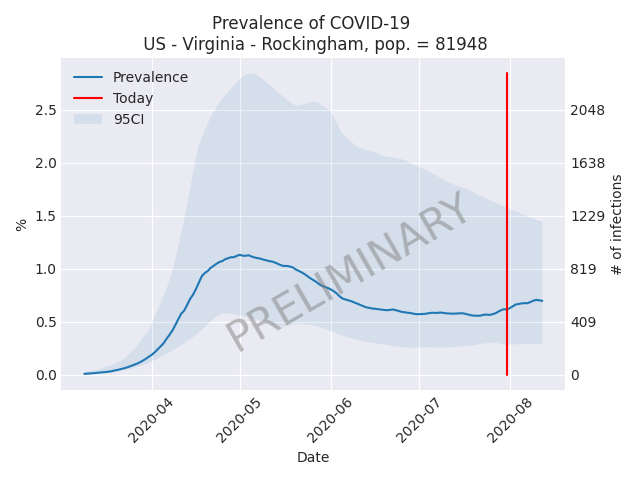 Prevalence of COVID-19
US - Virginia - Rockingham, pop. = 81948
Prevalence
Today
95CI
2.5
2.0
1.5
1.0
0.5
0.0
%
2048
1638
1229
819
409
0
# of infections
PRELIMINARY
2020-04
2020-05
2020-06
2020-07
2020-08
Date